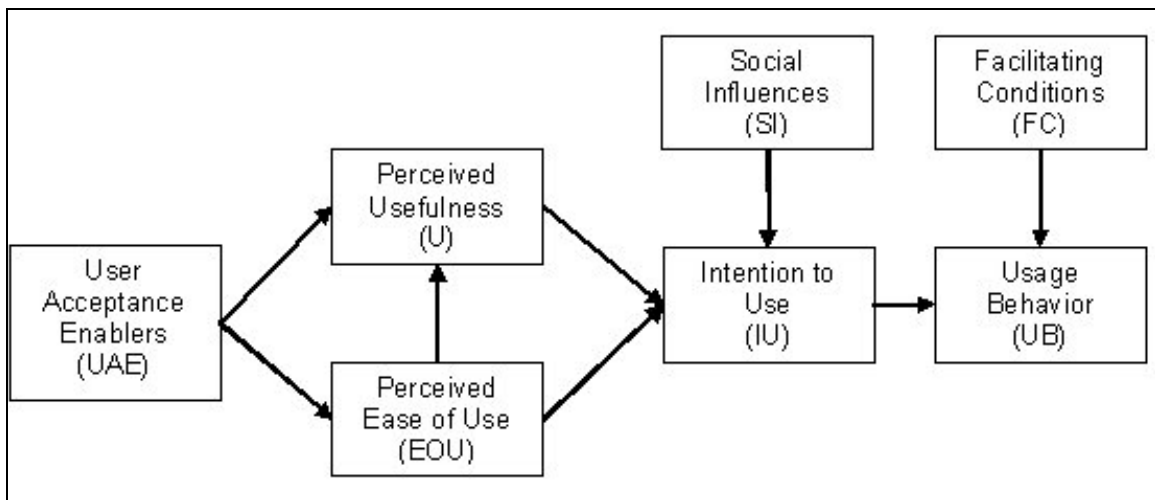 Social
Influences
(SI)
Facilitating
Conditions
(FC)
Perceived
Usefulness
(U)
User
Acceptance
Enablers
(UAE)
Intention to
Use
(IU)
Usage
Behavior
(UB)
Perceived
Ease of Use
(EOU)